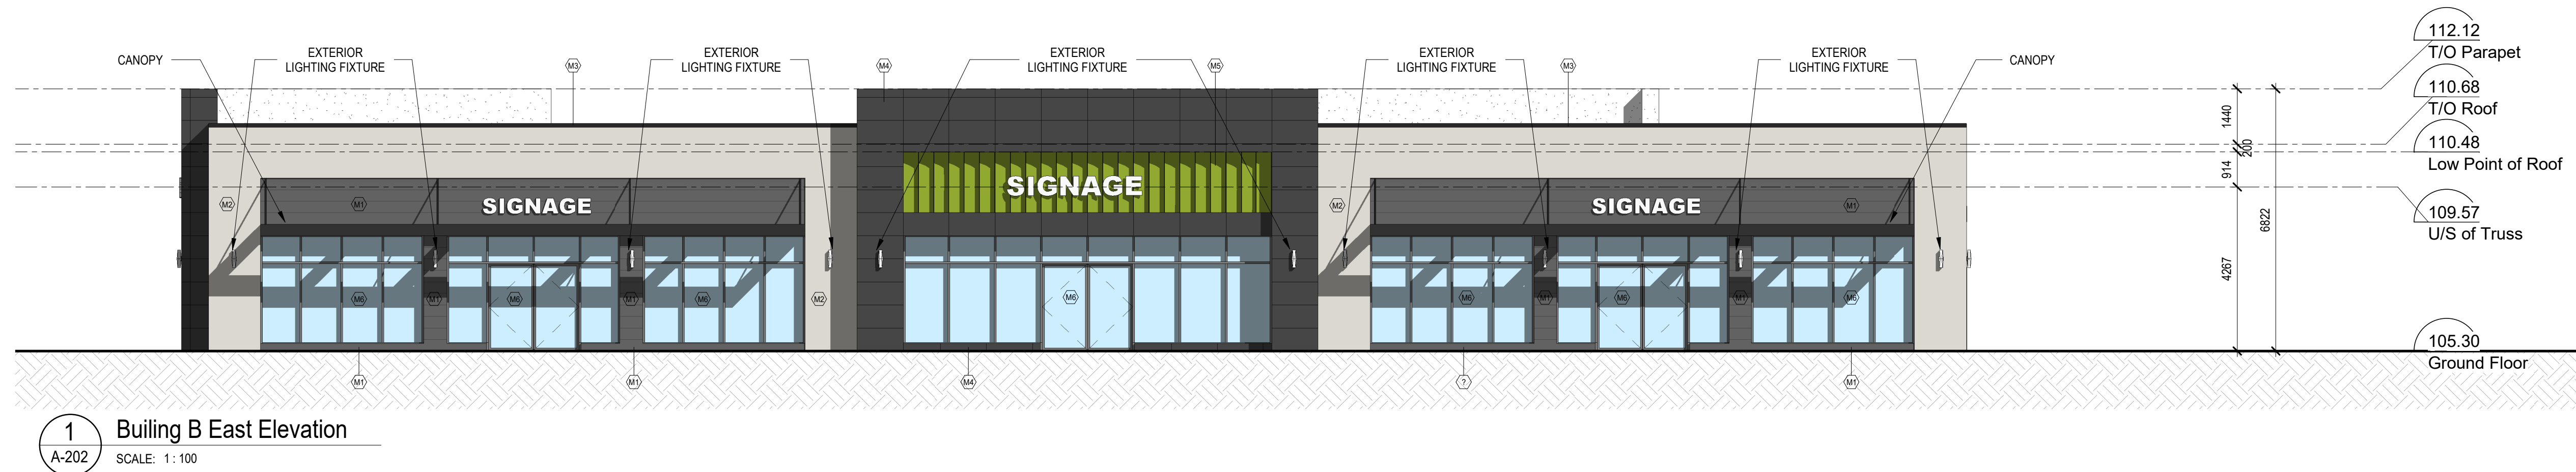 CANOPY
EXTERIOR
LIGHTING FIXTURE
M3
EXTERIOR
LIGHTING FIXTURE
M4
EXTERIOR
LIGHTING FIXTURE
M5
EXTERIOR
LIGHTING FIXTURE
M3
EXTERIOR
LIGHTING FIXTURE
CANOPY
112.12
T/O Parapet
110.68
T/O Roof
110.48
Low Point of Roof
109.57
U/S of Truss
105.30
Ground Floor
1440
200
914
4267
6822
M2
M1
SIGNAGE
SIGNAGE
M2
SIGNAGE
M1
M6
M1
M6
M1
M6
M2
M6
M6
M1
M6
M1
M6
M1
M1
M4
?
M1
1
A-202
Builing B East Elevation
SCALE: 1 : 100